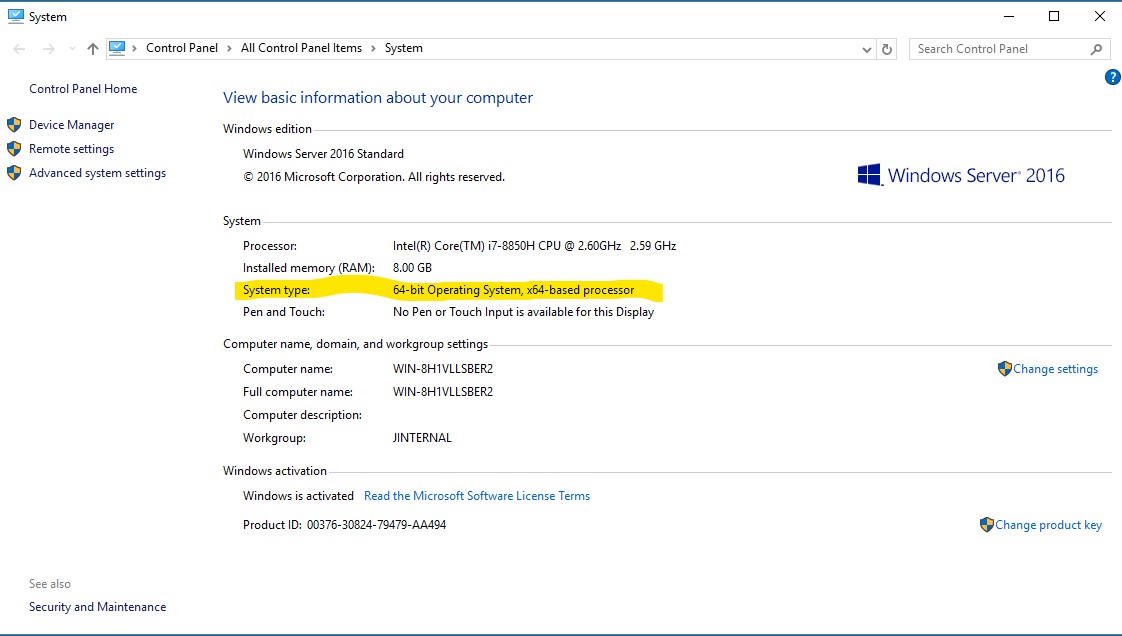 System
Control Panel > All Control Panel Items > System
Search Control Panel
?
Control Panel Home
Device Manager
Remote settings
Advanced system settings
View basic information about your computer
Windows edition
Windows Server 2016 Standard
© 2016 Microsoft Corporation. All rights reserved.
Windows Server® 2016
System
Processor: Intel(R) Core(TM) i7-8850H CPU @ 2.60GHz 2.59 GHz
Installed memory (RAM): 8.00 GB
System type: 64-bit Operating System, x64-based processor
Pen and Touch: No Pen or Touch Input is available for this Display
Computer name, domain, and workgroup settings
Computer name: WIN-8H1VLLSBER2
Change settings
Full computer name: WIN-8H1VLLSBER2
Computer description:
Workgroup: JINTERNAL
Windows activation
Windows is activated Read the Microsoft Software License Terms
Product ID: 00376-30824-79479-AA494
Change product key
See also
Security and Maintenance